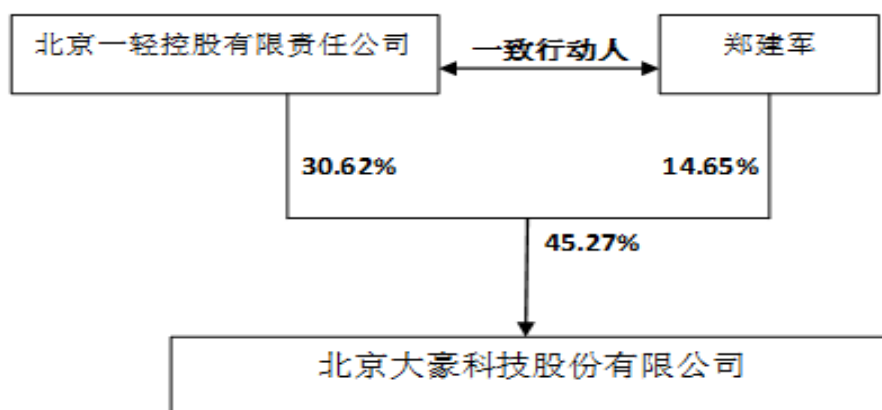 北京一轻控股有限责任公司
一致行动人
郑建军
30.62%
14.65%
45.27%
北京大豪科技股份有限公司